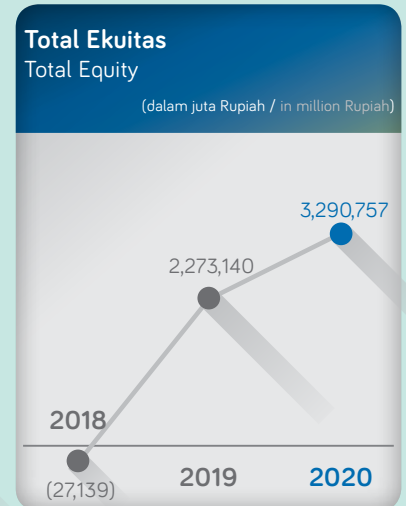 Total Ekuitas
Total Equity
(dalam juta Rupiah / in million Rupiah)
3,290,757
2,273,140
2018
(27,139)
2019
2020